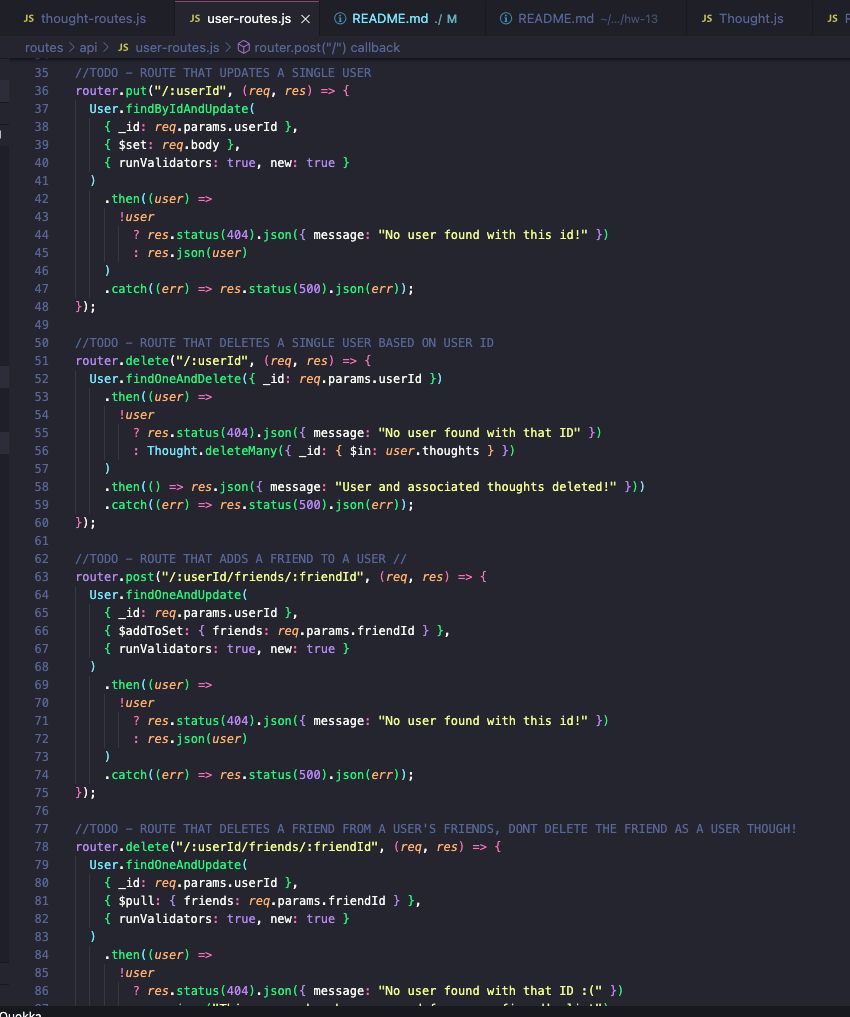 JS thought-routes.js JS user-routes.js × README.md ./ M README.md ~/.../hw-13 JS Thought.js JS
routes > api > JS user-routes.js > router.post("/") callback
35 //TODO – ROUTE THAT UPDATES A SINGLE USER
36 router.put("/:userId", (req, res) => {
37 User.findByIdAndUpdate(
38 { _id: req.params.userId },
39 { $set: req.body },
40 { runValidators: true, new: true }
41 )
42 .then((user) =>
43 !user
44 ? res.status(404).json({ message: "No user found with this id!" })
45 : res.json(user)
46 )
47 .catch((err) => res.status(500).json(err));
48 });
49
50 //TODO – ROUTE THAT DELETES A SINGLE USER BASED ON USER ID
51 router.delete("/:userId", (req, res) => {
52 User.findOneAndDelete({ _id: req.params.userId })
53 .then((user) =>
54 !user
55 ? res.status(404).json({ message: "No user found with that ID" })
56 : Thought.deleteMany({ _id: { $in: user.thoughts } })
57 )
58 .then(() => res.json({ message: "User and associated thoughts deleted!" }))
59 .catch((err) => res.status(500).json(err));
60 });
61
62 //TODO – ROUTE THAT ADDS A FRIEND TO A USER //
63 router.post("/:userId/friends/:friendId", (req, res) => {
64 User.findOneAndUpdate(
65 { _id: req.params.userId },
66 { $addToSet: { friends: req.params.friendId } },
67 { runValidators: true, new: true }
68 )
69 .then((user) =>
70 !user
71 ? res.status(404).json({ message: "No user found with this id!" })
72 : res.json(user)
73 )
74 .catch((err) => res.status(500).json(err));
75 });
76
77 //TODO – ROUTE THAT DELETES A FRIEND FROM A USER'S FRIENDS, DONT DELETE THE FRIEND AS A USER THOUGH!
78 router.delete("/:userId/friends/:friendId", (req, res) => {
79 User.findOneAndUpdate(
80 { _id: req.params.userId },
81 { $pull: { friends: req.params.friendId } },
82 { runValidators: true, new: true }
83 )
84 .then((user) =>
85 !user
86 ? res.status(404).json({ message: "No user found with that ID :(" })
Quokka